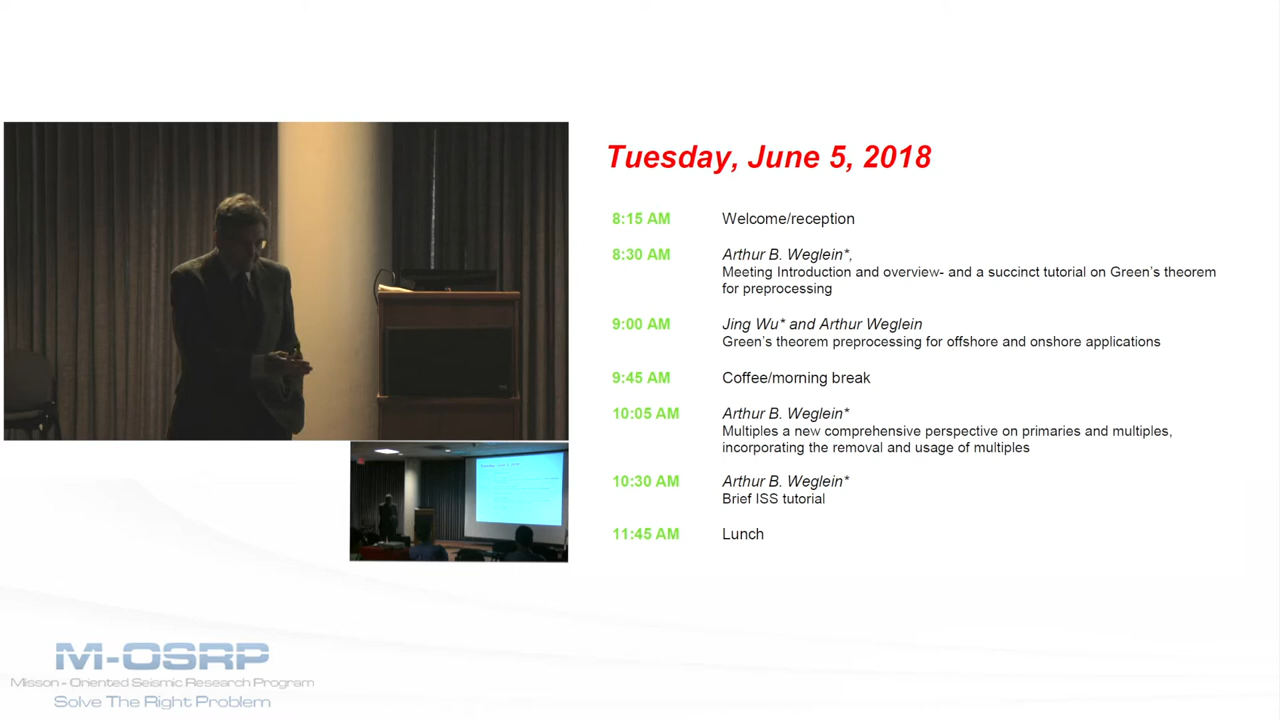 Tuesday, June 5, 2018
8:15 AM Welcome/reception
8:30 AM Arthur B. Weglein*,
Meeting Introduction and overview- and a succinct tutorial on Green's theorem
for preprocessing
9:00 AM Jing Wu* and Arthur Weglein
Green's theorem preprocessing for offshore and onshore applications
9:45 AM Coffee/morning break
10:05 AM Arthur B. Weglein*
Multiples a new comprehensive perspective on primaries and multiples,
incorporating the removal and usage of multiples
10:30 AM Arthur B. Weglein*
Brief ISS tutorial
11:45 AM Lunch
Tuesday, June 5, 2018
M-OSRP
Misson - Oriented Seismic Research Program
Solve The Right Problem